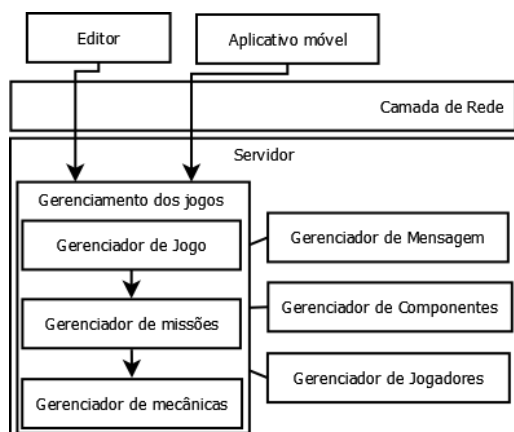 Editor
Aplicativo móvel
Camada de Rede
Servidor
Gerenciamento dos jogos
Gerenciador de Jogo
Gerenciador de missões
Gerenciador de mecânicas
Gerenciador de Mensagem
Gerenciador de Componentes
Gerenciador de Jogadores